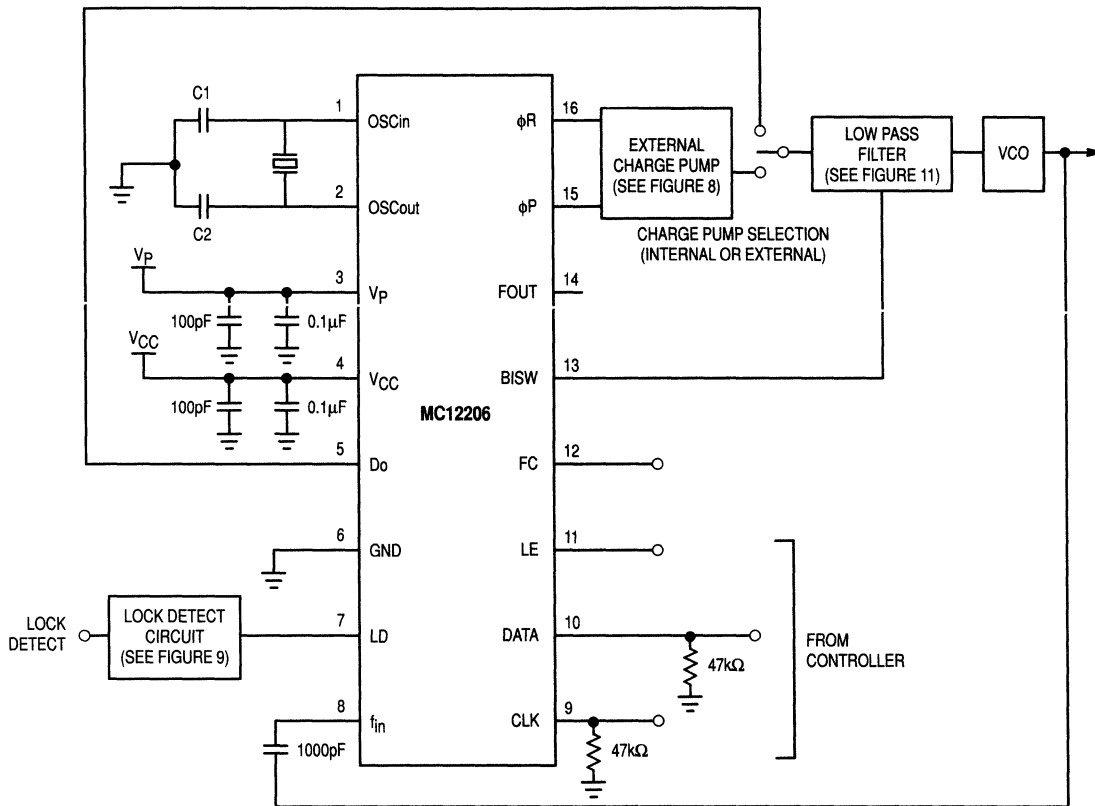 C1
1
OSCin
2
OSCout
C2
VP
3
VP
100pF
0.1µF
VCC
4
VCC
100pF
0.1µF
5
Do
6
GND
LOCK
DETECT
LOCK DETECT
CIRCUIT
(SEE FIGURE 9)
7
LD
8
fin
1000pF
MC12206
16
ϕR
15
ϕP
EXTERNAL
CHARGE PUMP
(SEE FIGURE 8)
CHARGE PUMP SELECTION
(INTERNAL OR EXTERNAL)
LOW PASS
FILTER
(SEE FIGURE 11)
VCO
14
FOUT
13
BISW
12
FC
11
LE
10
DATA
47kΩ
9
CLK
47kΩ
FROM
CONTROLLER